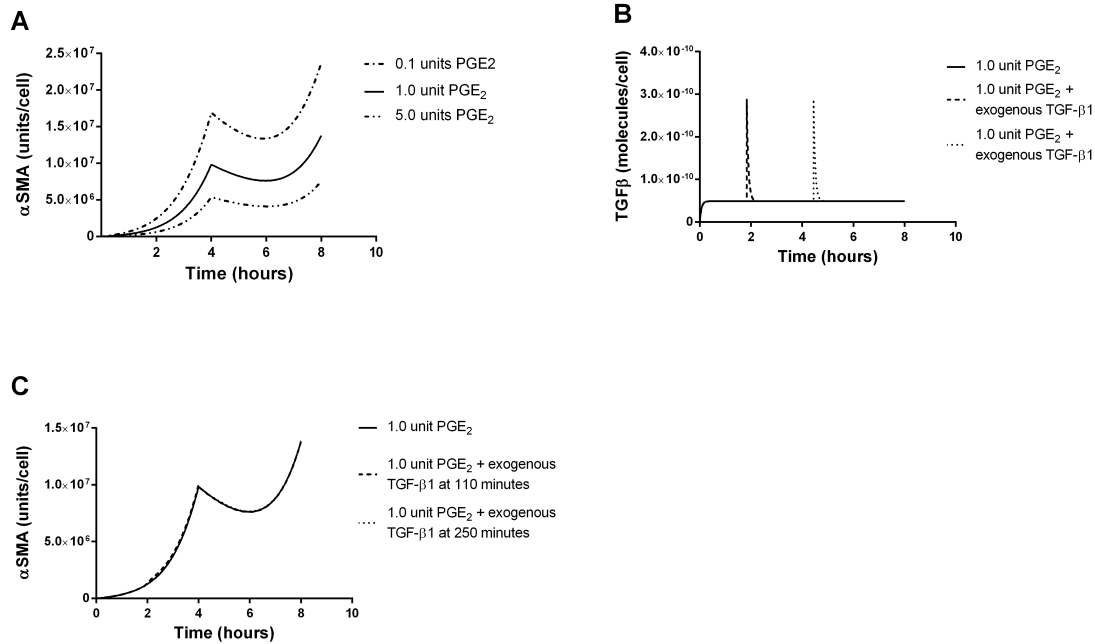 A
αSMA (units/cell)
2.5×10⁷
2.0×10⁷
1.5×10⁷
1.0×10⁷
5.0×10⁶
0
2
4
6
8
10
Time (hours)
0.1 units PGE2
1.0 unit PGE₂
5.0 units PGE₂
B
TGFβ (molecules/cell)
4.0×10⁻¹⁰
3.0×10⁻¹⁰
2.0×10⁻¹⁰
1.0×10⁻¹⁰
0
0
2
4
6
8
10
Time (hours)
1.0 unit PGE₂
1.0 unit PGE₂ +
exogenous TGF-β1
1.0 unit PGE₂ +
exogenous TGF-β1
C
αSMA (units/cell)
1.5×10⁷
1.0×10⁷
5.0×10⁶
0
0
2
4
6
8
10
Time (hours)
1.0 unit PGE₂
1.0 unit PGE₂ + exogenous
TGF-β1 at 110 minutes
1.0 unit PGE₂ + exogenous
TGF-β1 at 250 minutes